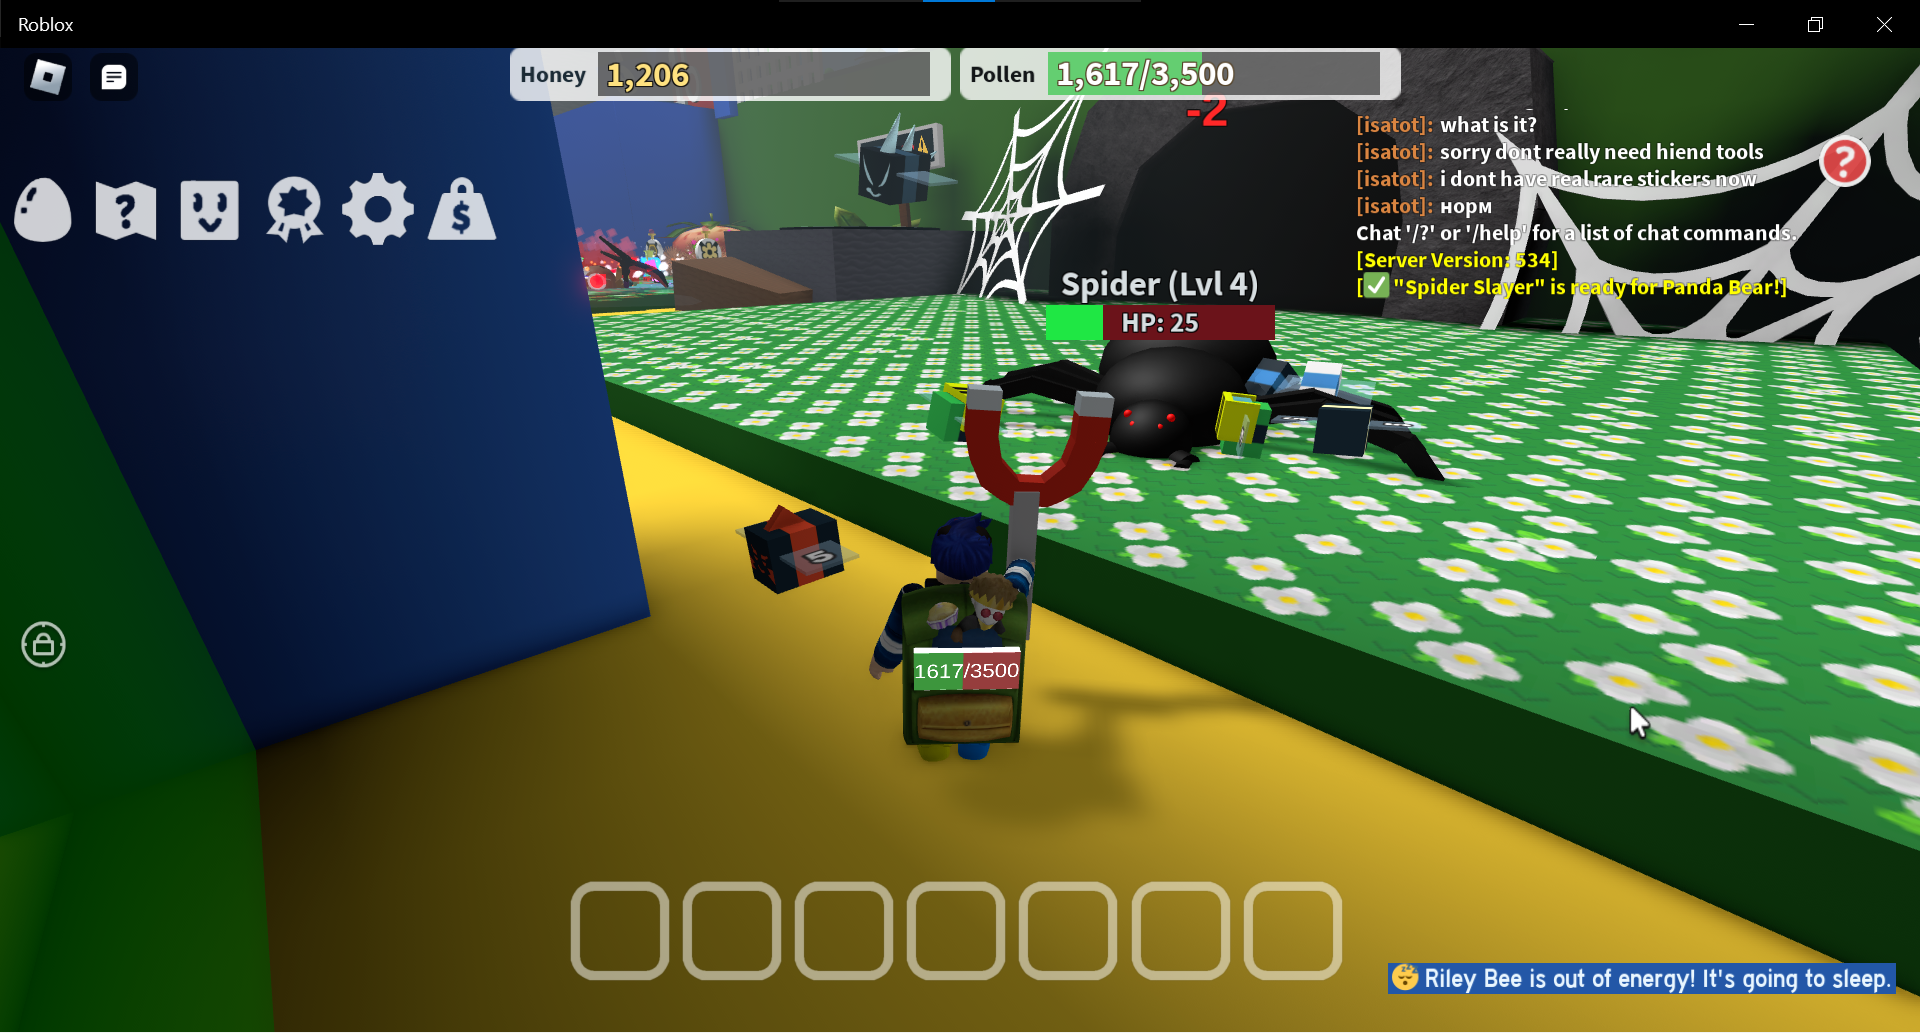 Roblox
Honey 1,206
Pollen 1,617/3,500
-2
[isatot]: what is it?
[isatot]: sorry dont really need hiend tools
[isatot]: i dont have real rare stickers now
[isatot]: норм
Chat '/?' or '/help' for a list of chat commands.
[Server Version: 534]
[✅ "Spider Slayer" is ready for Panda Bear!]
?
?
$
Spider (Lvl 4)
HP: 25
5
1617/3500
😴 Riley Bee is out of energy! It's going to sleep.